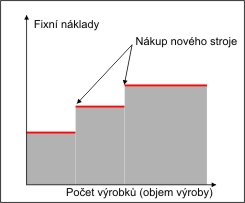 Fixní náklady
Nákup nového stroje
Počet výrobků (objem výroby)